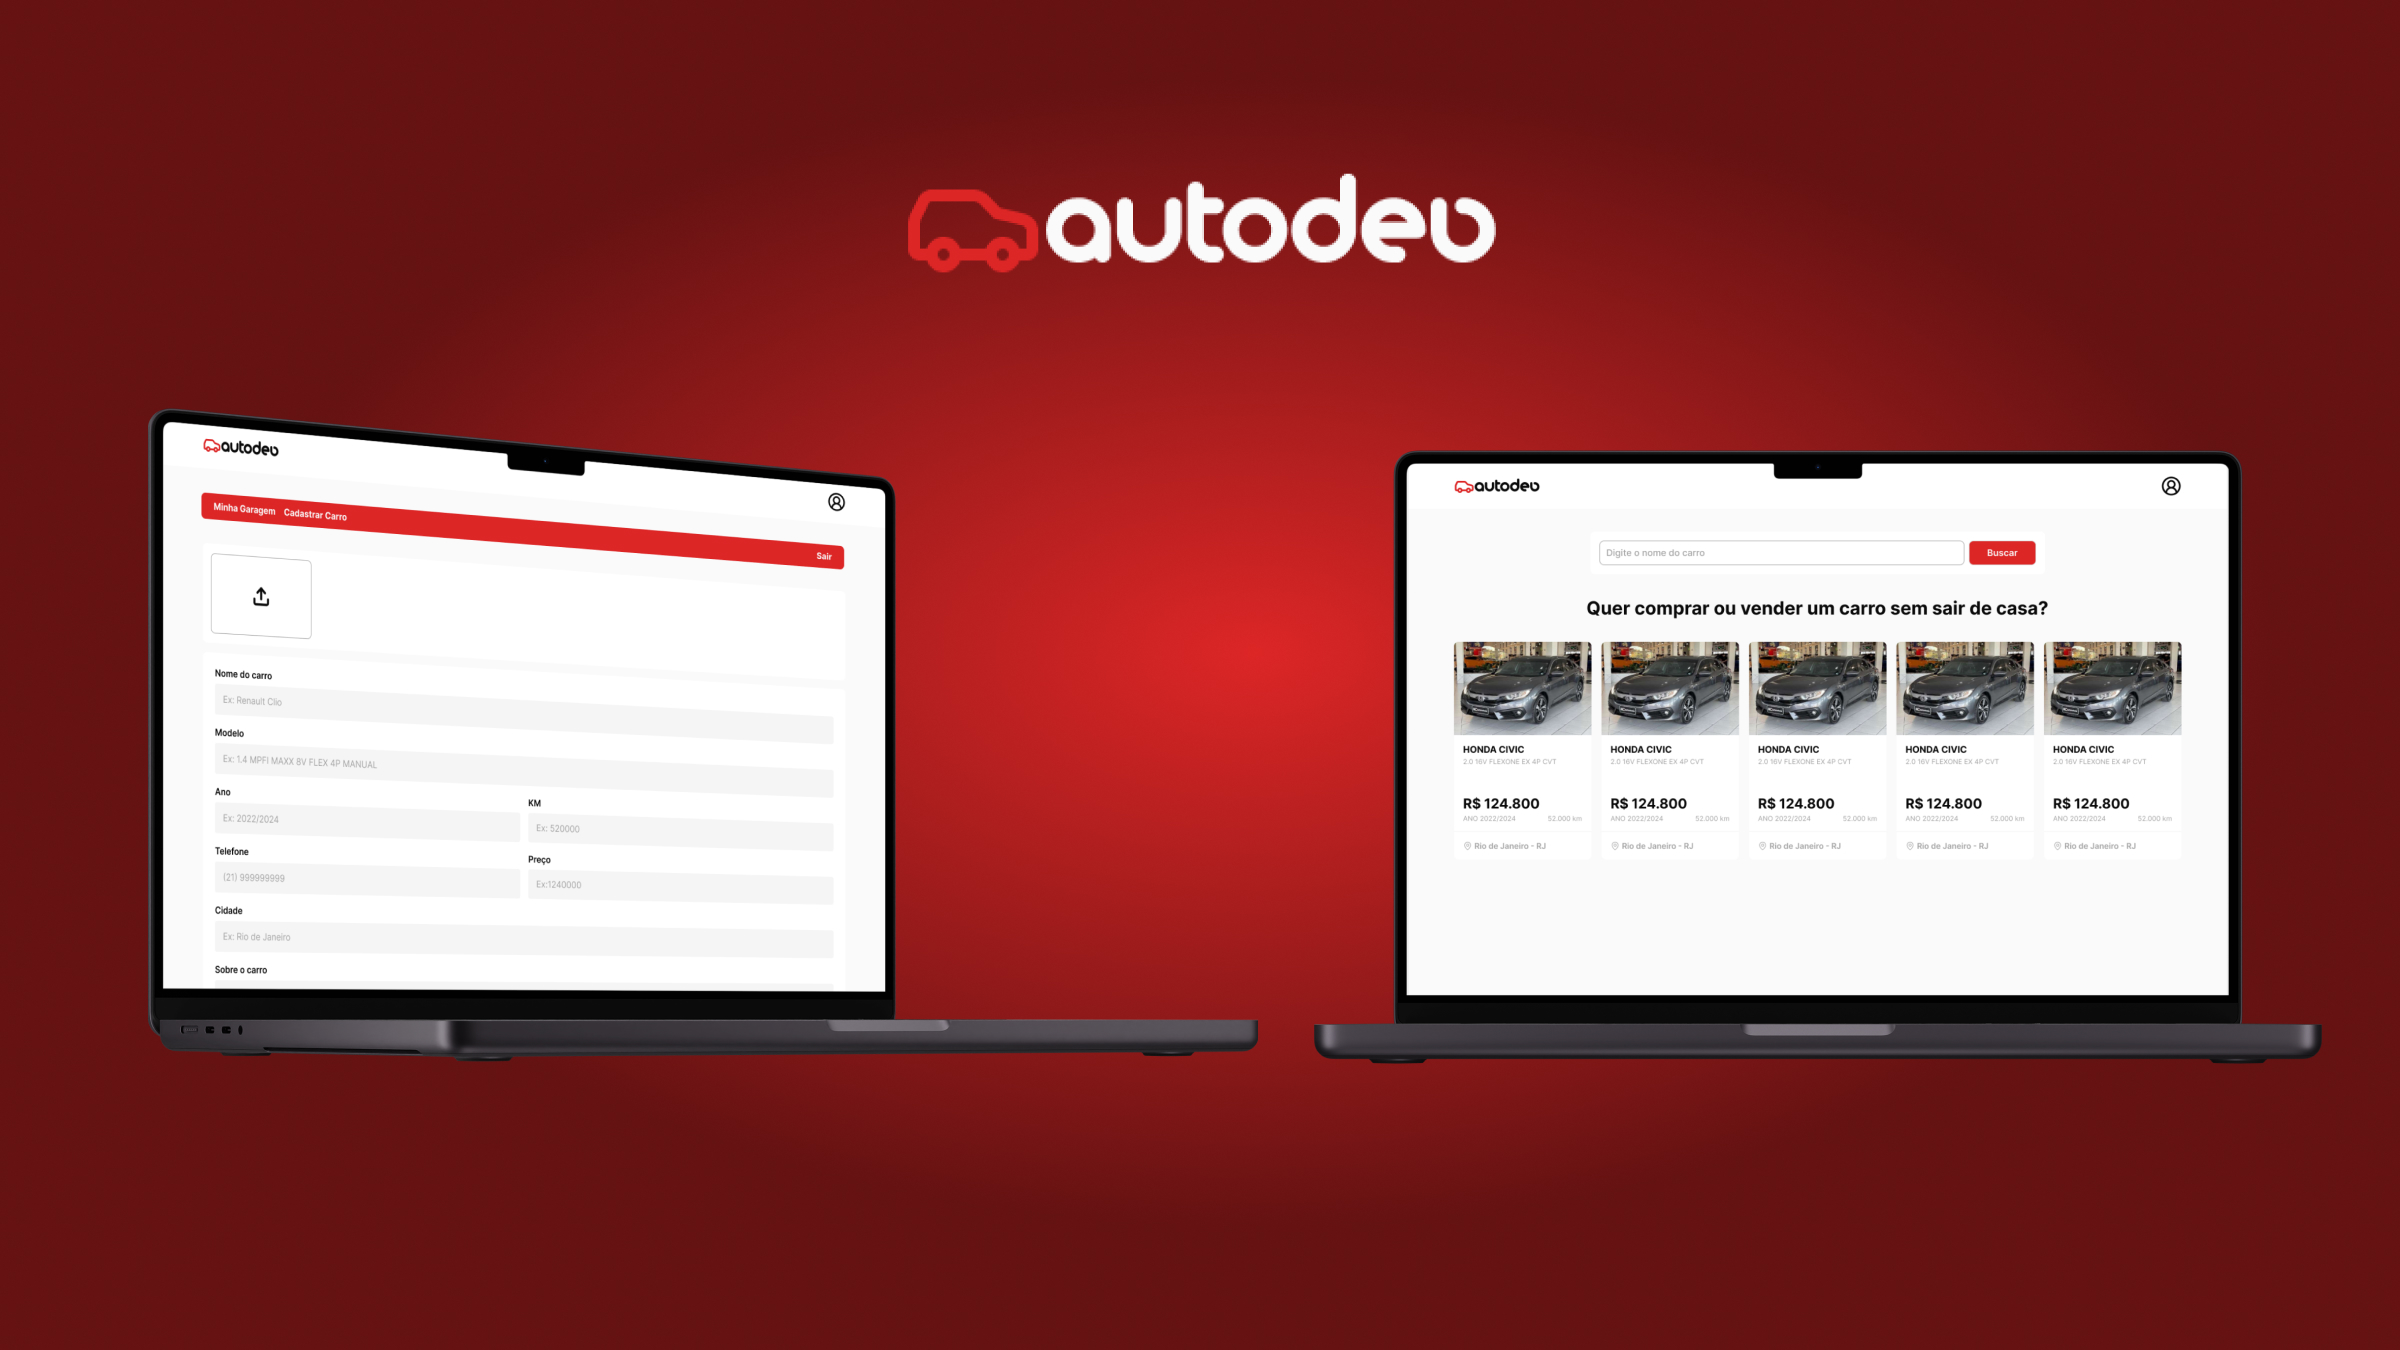 autodev
autodev
Minha Garagem Cadastrar Carro Sair
Nome do carro
Ex: Renault Clio
Modelo
Ex: 1.4 MPFI MAXX 8V FLEX 4P MANUAL
Ano KM
Ex: 2022/2024 Ex: 520000
Telefone Preço
(21) 999999999 Ex:1240000
Cidade
Ex: Rio de Janeiro
Sobre o carro
autodev
Digite o nome do carro Buscar
Quer comprar ou vender um carro sem sair de casa?
HONDA CIVIC HONDA CIVIC HONDA CIVIC HONDA CIVIC HONDA CIVIC
2.0 16V FLEXONE EX 4P CVT 2.0 16V FLEXONE EX 4P CVT 2.0 16V FLEXONE EX 4P CVT 2.0 16V FLEXONE EX 4P CVT 2.0 16V FLEXONE EX 4P CVT
R$ 124.800 R$ 124.800 R$ 124.800 R$ 124.800 R$ 124.800
ANO 2022/2024 52.000 km ANO 2022/2024 52.000 km ANO 2022/2024 52.000 km ANO 2022/2024 52.000 km ANO 2022/2024 52.000 km
Rio de Janeiro - RJ Rio de Janeiro - RJ Rio de Janeiro - RJ Rio de Janeiro - RJ Rio de Janeiro - RJ